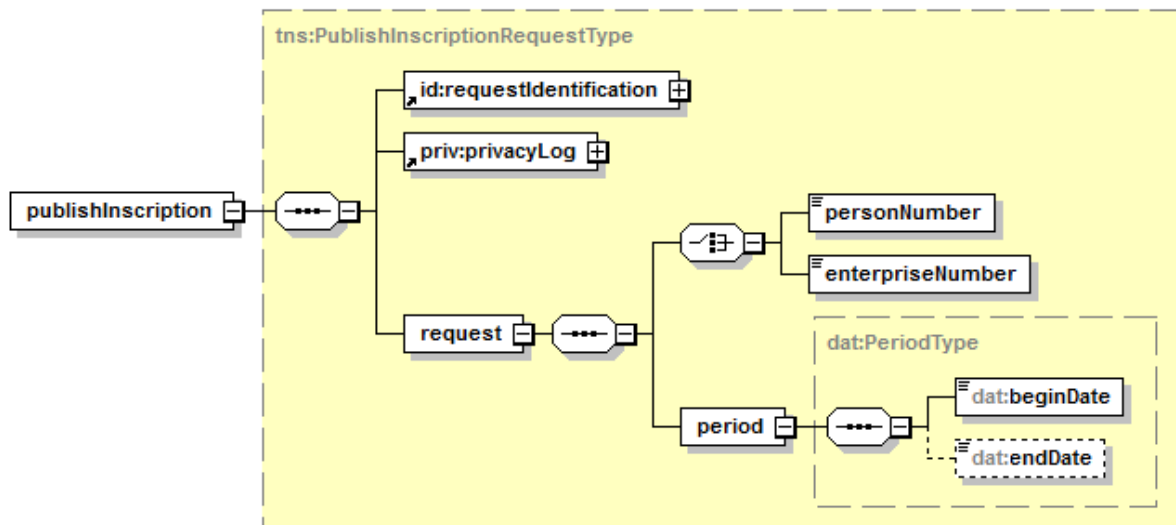 tns:PublishInscriptionRequestType
id:requestIdentification
priv:privacyLog
publishInscription
personNumber
enterpriseNumber
request
dat:PeriodType
dat:beginDate
period
dat:endDate